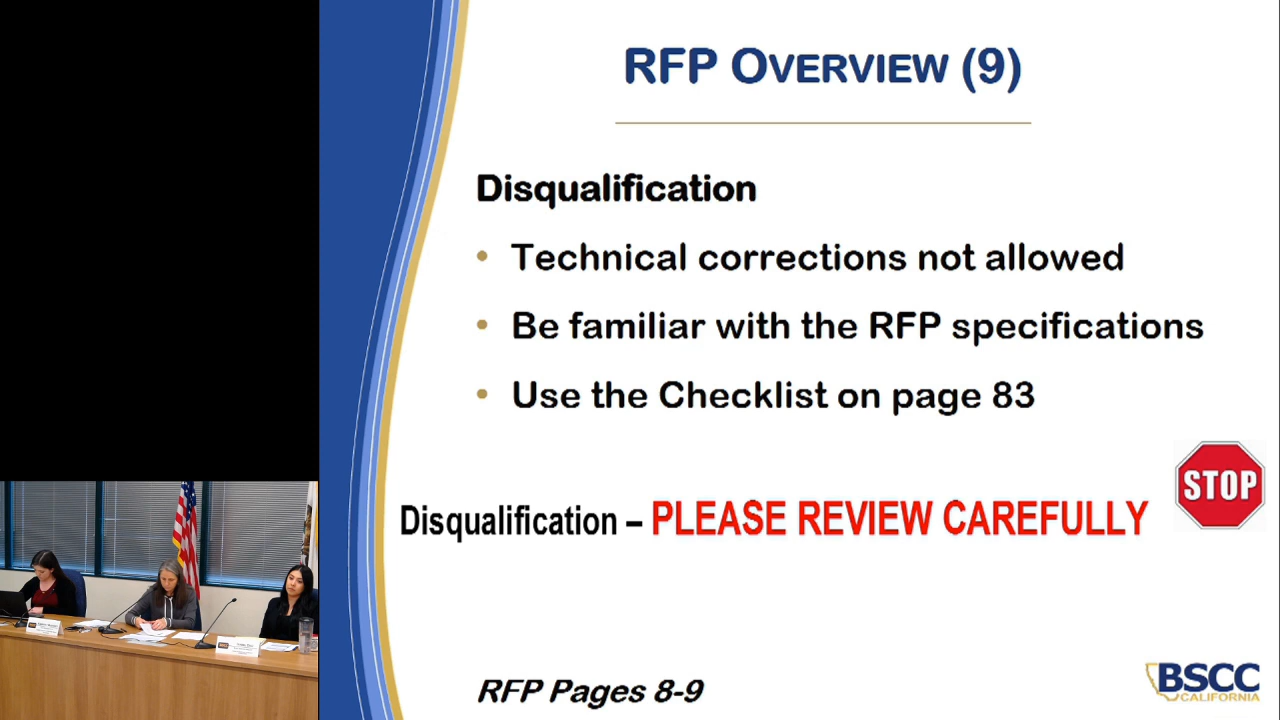 RFP OVERVIEW (9)
Disqualification
• Technical corrections not allowed
• Be familiar with the RFP specifications
• Use the Checklist on page 83
Disqualification – PLEASE REVIEW CAREFULLY
STOP
RFP Pages 8-9
BSCC
CALIFORNIA